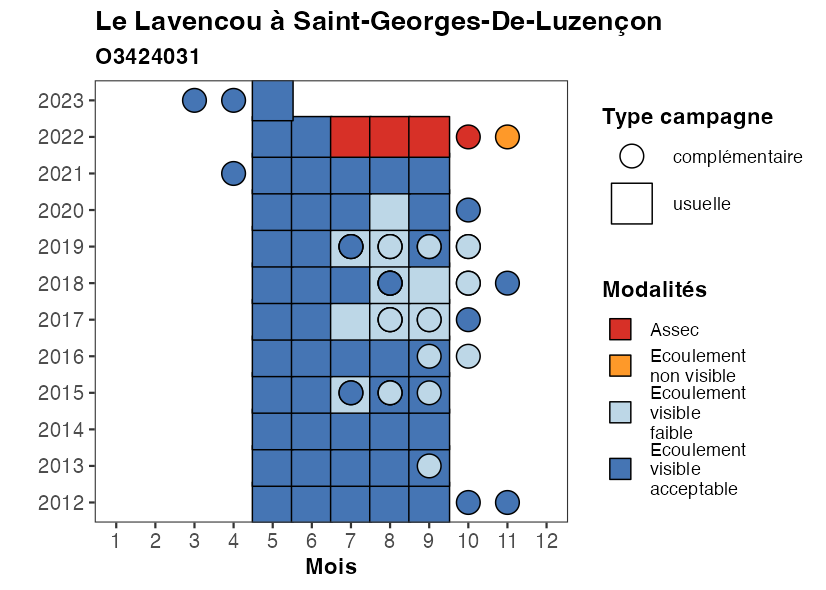 Le Lavencou à Saint-Georges-De-Luzençon
O3424031
2023
2022
2021
2020
2019
2018
2017
2016
2015
2014
2013
2012
1 2 3 4 5 6 7 8 9 10 11 12
Mois
Type campagne
complémentaire
usuelle
Modalités
Assec
Ecoulement
non visible
Ecoulement
visible
faible
Ecoulement
visible
acceptable